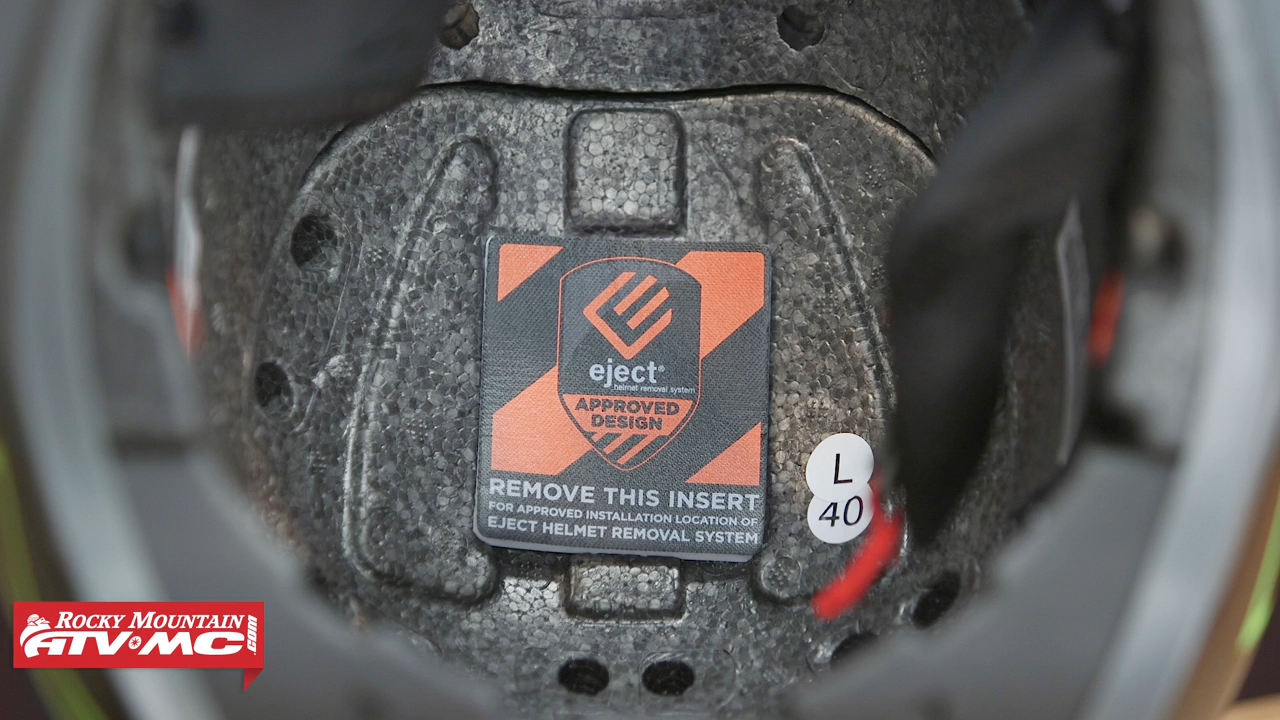 eject®
helmet removal system
APPROVED
DESIGN
REMOVE THIS INSERT
FOR APPROVED INSTALLATION LOCATION OF
EJECT HELMET REMOVAL SYSTEM
L
40
ROCKY MOUNTAIN
ATV MC.COM